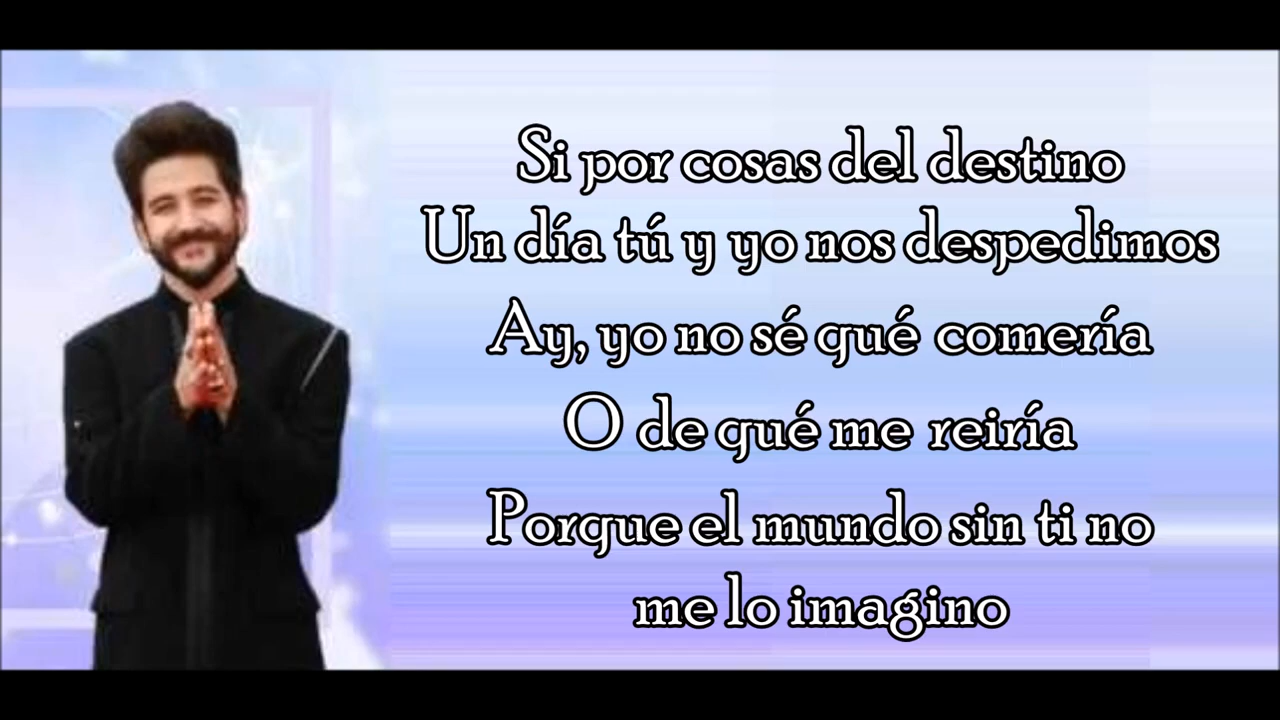 Si por cosas del destino
Un día tú y yo nos despedimos
Ay, yo no sé qué comería
O de qué me reiría
Porque el mundo sin ti no
me lo imagino